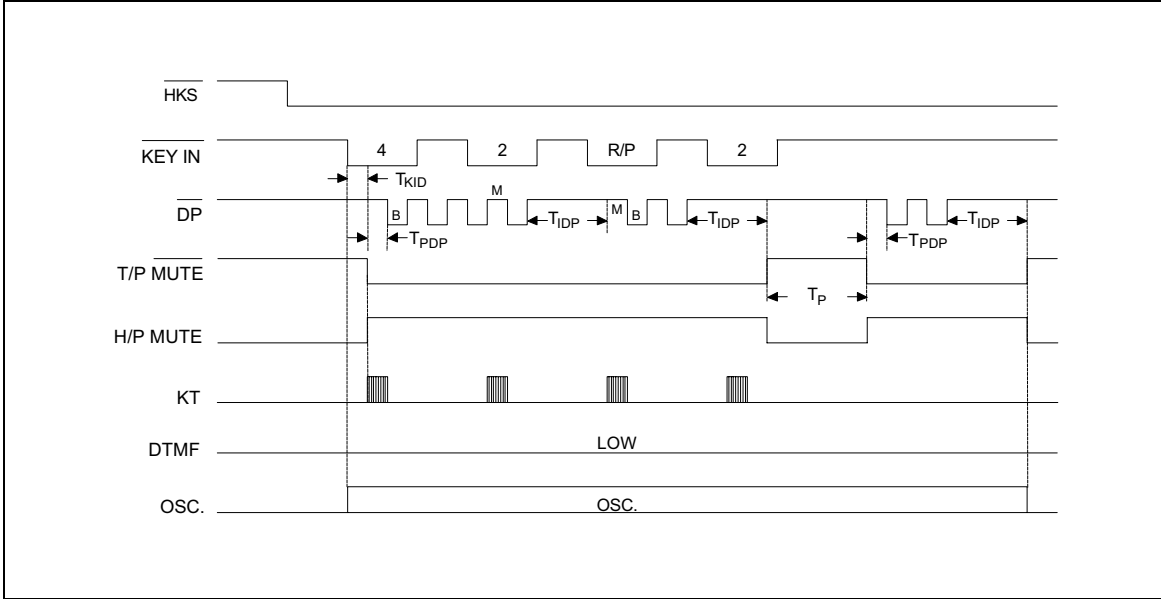 HKS
KEY IN
4
2
R/P
2
TKID
M
DP
B
TIDP
M
B
TIDP
TIDP
TPDP
TPDP
T/P MUTE
TP
H/P MUTE
KT
DTMF
LOW
OSC.
OSC.